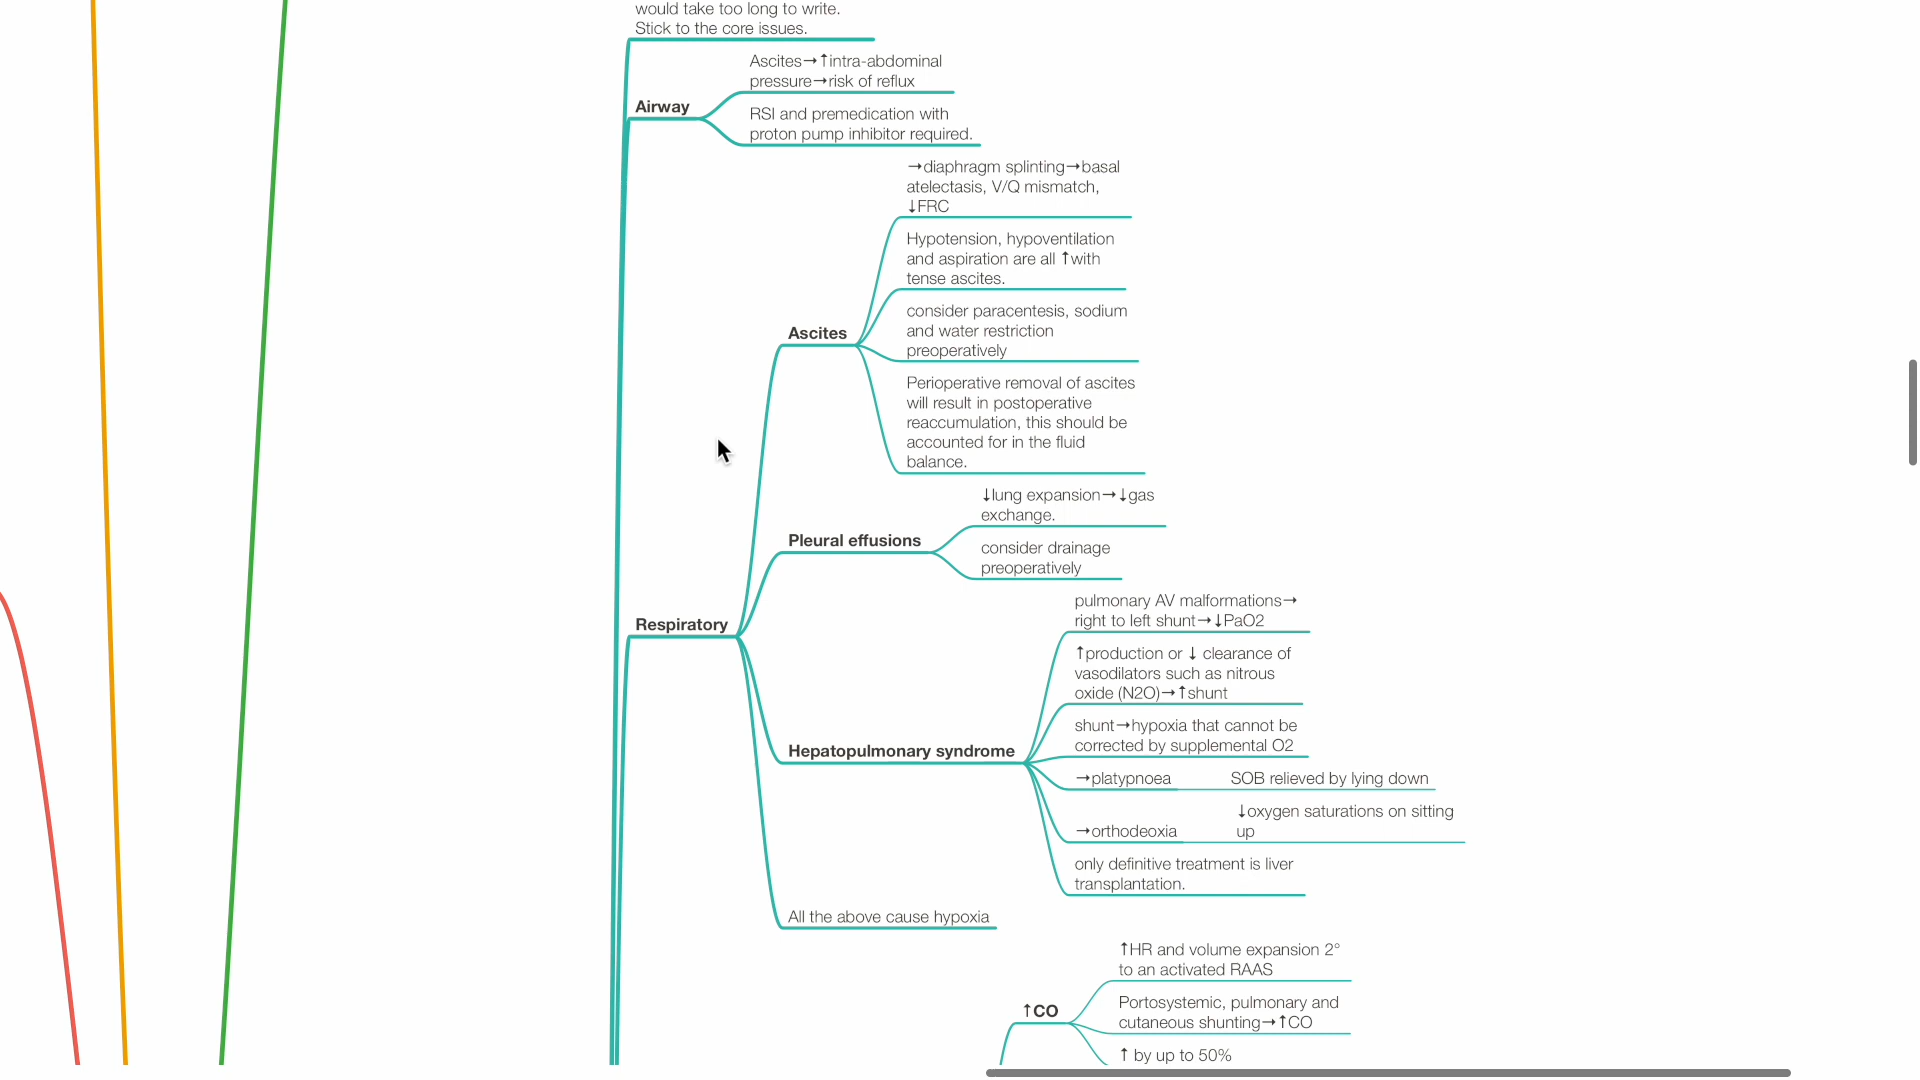 would take too long to write.
Stick to the core issues.
Airway
Ascites→↑intra-abdominal
pressure→risk of reflux
RSI and premedication with
proton pump inhibitor required.
Respiratory
Ascites
→diaphragm splinting→basal
atelectasis, V/Q mismatch,
↓FRC
Hypotension, hypoventilation
and aspiration are all ↑with
tense ascites.
consider paracentesis, sodium
and water restriction
preoperatively
Perioperative removal of ascites
will result in postoperative
reaccumulation, this should be
accounted for in the fluid
balance.
Pleural effusions
↓lung expansion→↓gas
exchange.
consider drainage
preoperatively
Hepatopulmonary syndrome
pulmonary AV malformations→
right to left shunt→↓PaO2
↑production or ↓ clearance of
vasodilators such as nitrous
oxide (N2O)→↑shunt
shunt→hypoxia that cannot be
corrected by supplemental O2
→platypnoea
SOB relieved by lying down
→orthodeoxia
↓oxygen saturations on sitting
up
only definitive treatment is liver
transplantation.
All the above cause hypoxia
↑CO
↑HR and volume expansion 2°
to an activated RAAS
Portosystemic, pulmonary and
cutaneous shunting→↑CO
↑ by up to 50%